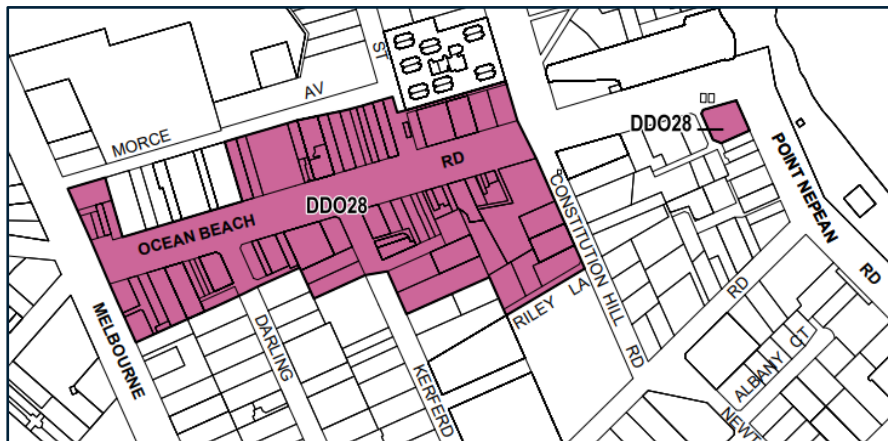 ST
AV
MORCE
DDO28
RD
DDO28
OCEAN BEACH
POINT NEPEAN
RD
CONSTITUTION HILL
RD
RILEY LA
MELBOURNE
DARLING
KERFERD
RD
ALBANY CT
NEWT